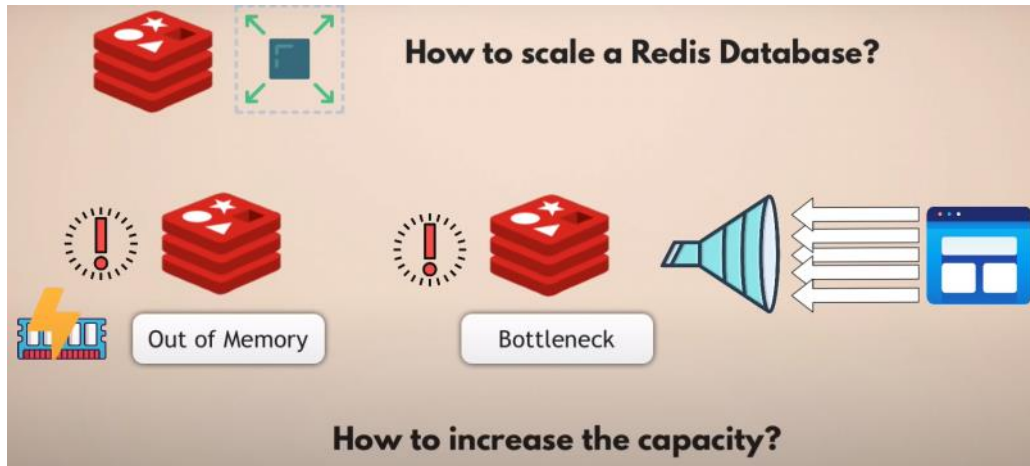 How to scale a Redis Database?
Out of Memory
Bottleneck
How to increase the capacity?